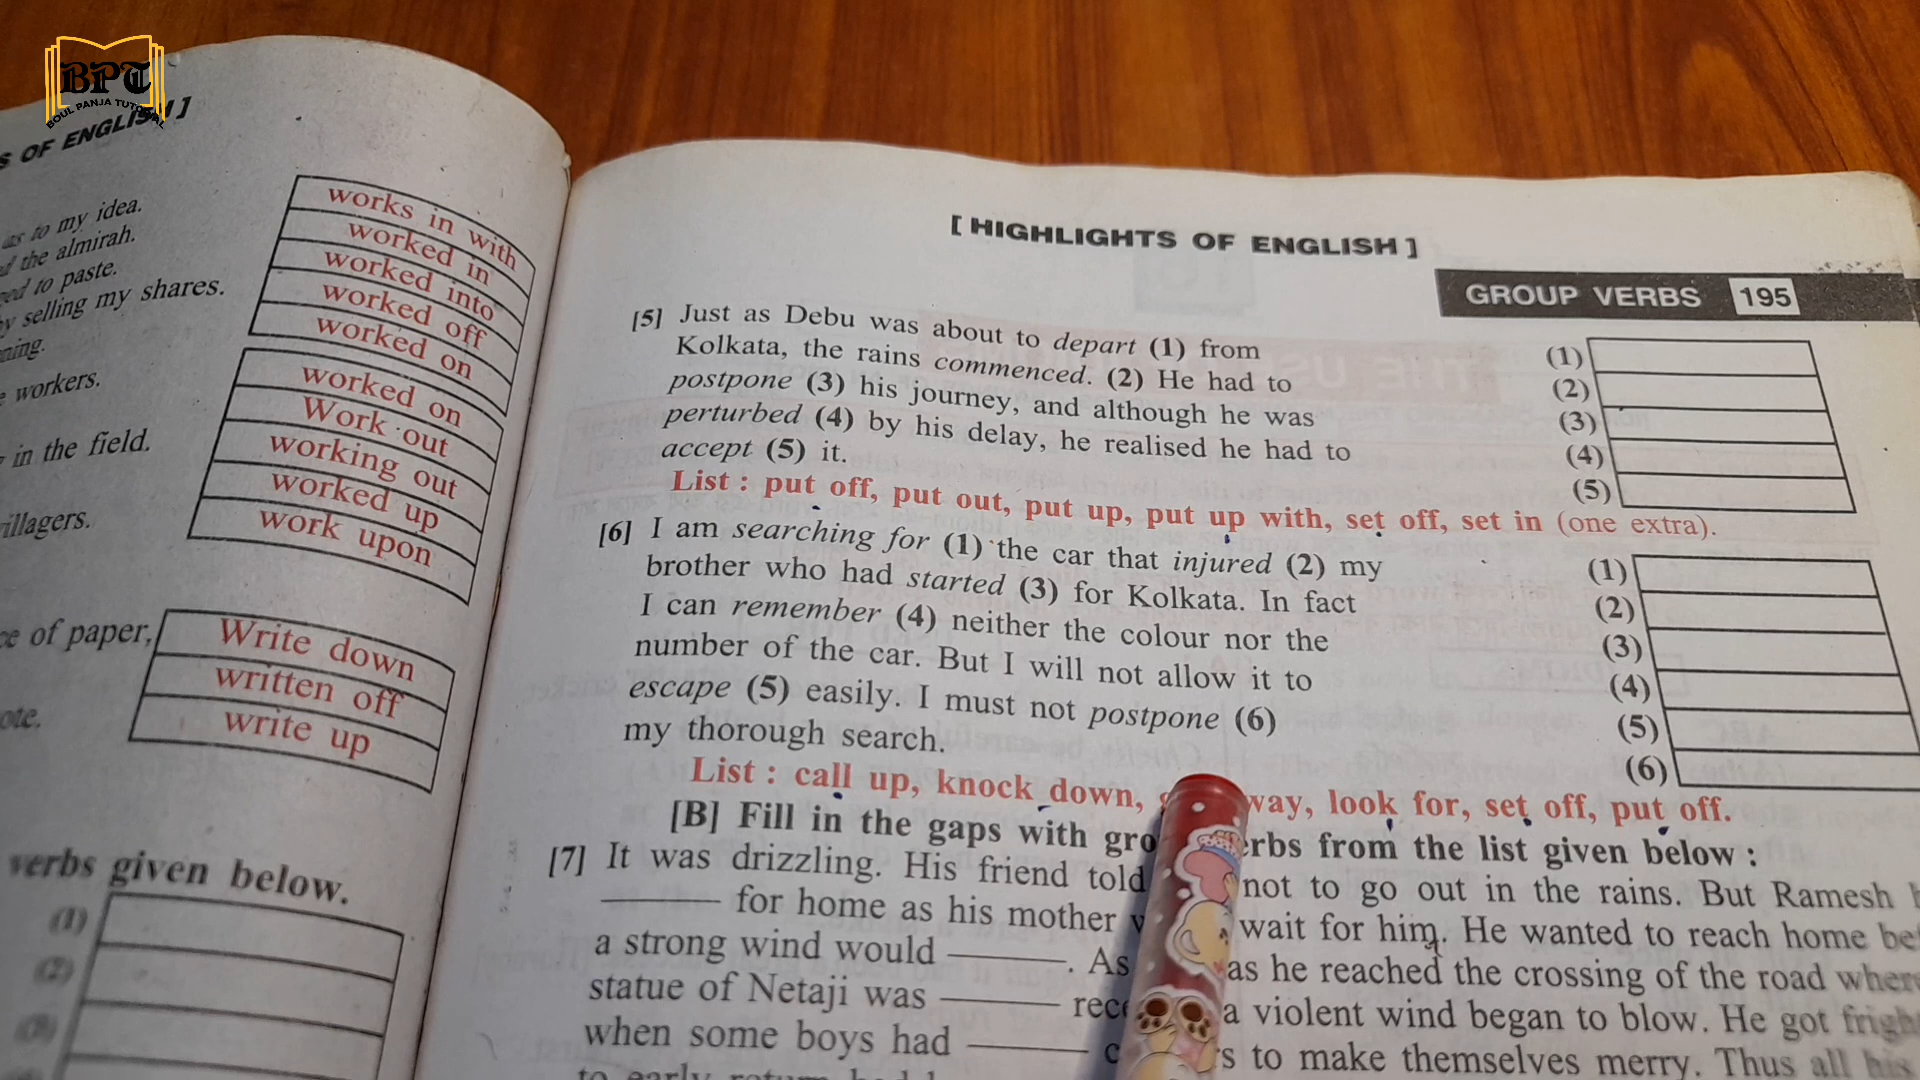 BPT
BOUL PANJA TUTORIAL
S OF ENGLISH ]
as to my idea.
the almirah.
to paste.
selling my shares.
workers.
in the field.
works in with
worked in
worked into
worked off
worked on
worked on
Work out
working out
worked up
work upon
of paper,
Write down
written off
write up
verbs given below.
(1)
(2)
(3)
[ HIGHLIGHTS OF ENGLISH ]
GROUP VERBS 195
[5] Just as Debu was about to depart (1) from
Kolkata, the rains commenced. (2) He had to
postpone (3) his journey, and although he was
perturbed (4) by his delay, he realised he had to
accept (5) it.
(1)
(2)
(3)
(4)
(5)
List : put off, put out, put up, put up with, set off, set in (one extra).
[6] I am searching for (1) the car that injured (2) my
brother who had started (3) for Kolkata. In fact
I can remember (4) neither the colour nor the
number of the car. But I will not allow it to
escape (5) easily. I must not postpone (6)
my thorough search.
(1)
(2)
(3)
(4)
(5)
(6)
List : call up, knock down, way, look for, set off, put off.
[B] Fill in the gaps with from the list given below :
[7] It was drizzling. His friend told not to go out in the rains. But Ramesh
for home as his mother wait for him. He wanted to reach home
a strong wind would . As as he reached the crossing of the road
statue of Netaji was a violent wind began to blow. He got
when some boys had to make themselves merry. Thus all his